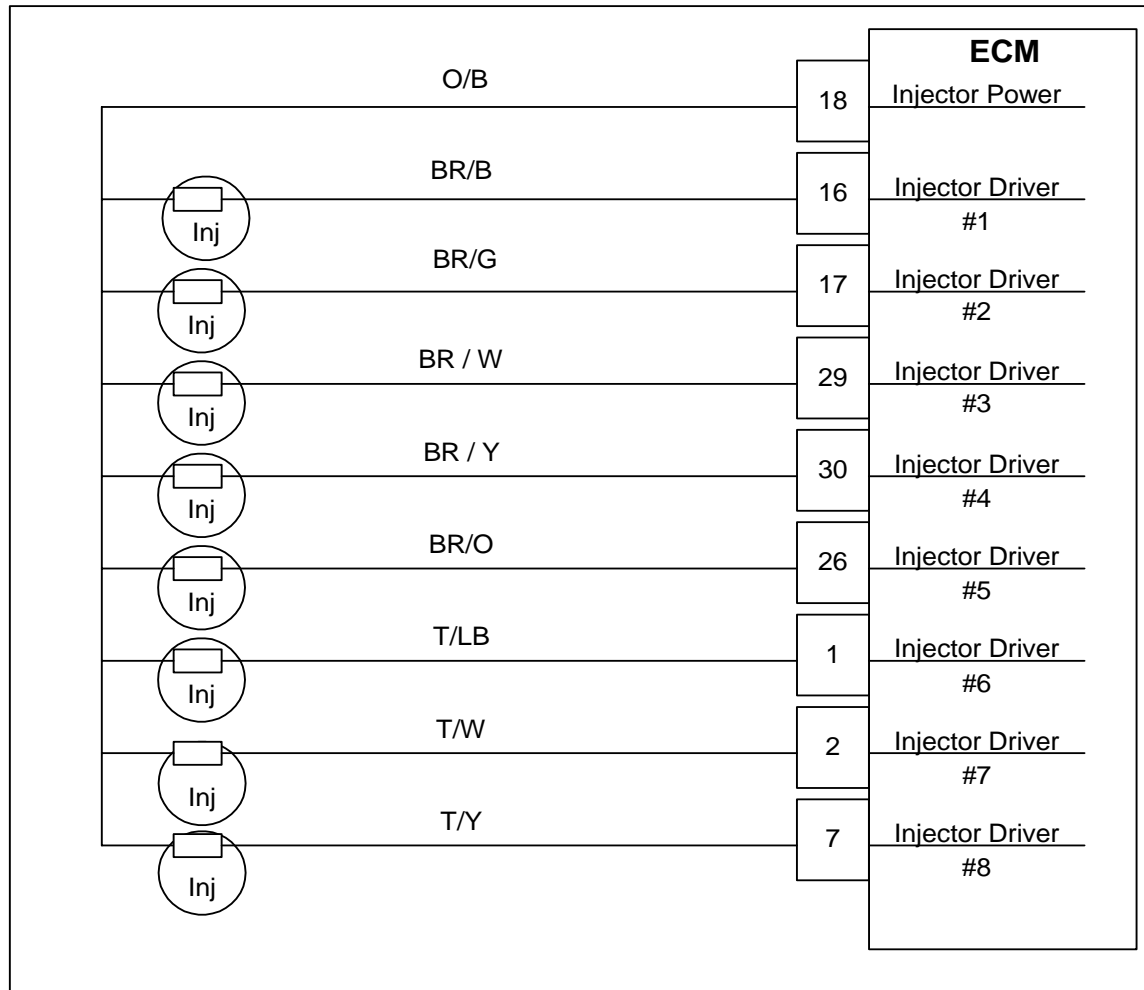 ECM
O/B
18
Injector Power
BR/B
16
Injector Driver
#1
Inj
BR/G
17
Injector Driver
#2
Inj
BR / W
29
Injector Driver
#3
Inj
BR / Y
30
Injector Driver
#4
Inj
BR/O
26
Injector Driver
#5
Inj
T/LB
1
Injector Driver
#6
Inj
T/W
2
Injector Driver
#7
Inj
T/Y
7
Injector Driver
#8
Inj